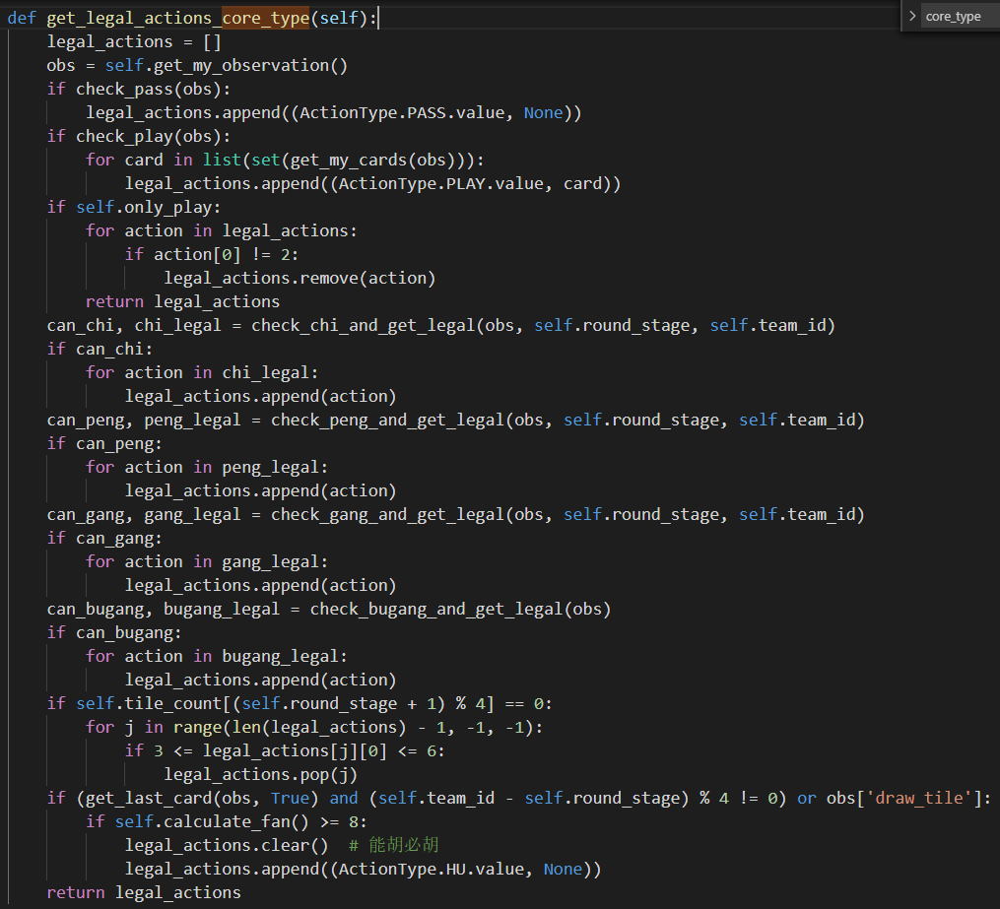 def get_legal_actions_core_type(self):
core_type
    legal_actions = []
    obs = self.get_my_observation()
    if check_pass(obs):
        legal_actions.append((ActionType.PASS.value, None))
    if check_play(obs):
        for card in list(set(get_my_cards(obs))):
            legal_actions.append((ActionType.PLAY.value, card))
    if self.only_play:
        for action in legal_actions:
            if action[0] != 2:
                legal_actions.remove(action)
        return legal_actions
    can_chi, chi_legal = check_chi_and_get_legal(obs, self.round_stage, self.team_id)
    if can_chi:
        for action in chi_legal:
            legal_actions.append(action)
    can_peng, peng_legal = check_peng_and_get_legal(obs, self.round_stage, self.team_id)
    if can_peng:
        for action in peng_legal:
            legal_actions.append(action)
    can_gang, gang_legal = check_gang_and_get_legal(obs, self.round_stage, self.team_id)
    if can_gang:
        for action in gang_legal:
            legal_actions.append(action)
    can_bugang, bugang_legal = check_bugang_and_get_legal(obs)
    if can_bugang:
        for action in bugang_legal:
            legal_actions.append(action)
    if self.tile_count[(self.round_stage + 1) % 4] == 0:
        for j in range(len(legal_actions) - 1, -1, -1):
            if 3 <= legal_actions[j][0] <= 6:
                legal_actions.pop(j)
    if (get_last_card(obs, True) and (self.team_id - self.round_stage) % 4 != 0) or obs['draw_tile']:
        if self.calculate_fan() >= 8:
            legal_actions.clear()  # 能胡必胡
            legal_actions.append((ActionType.HU.value, None))
    return legal_actions